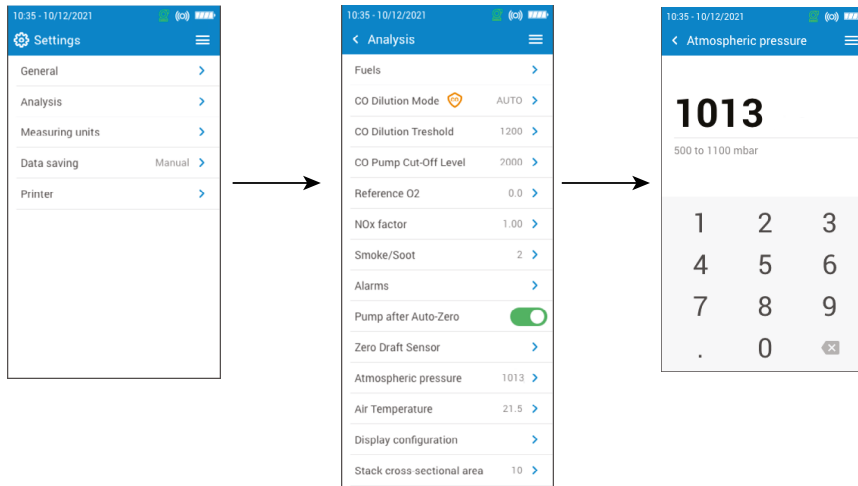 10:35 - 10/12/2021
Settings
General
Analysis
Measuring units
Data saving Manual
Printer
10:35 - 10/12/2021
Analysis
Fuels
CO Dilution Mode CO AUTO
CO Dilution Treshold 1200
CO Pump Cut-Off Level 2000
Reference O2 0.0
NOx factor 1.00
Smoke/Soot 2
Alarms
Pump after Auto-Zero
Zero Draft Sensor
Atmospheric pressure 1013
Air Temperature 21.5
Display configuration
Stack cross-sectional area 10
10:35 - 10/12/2021
Atmospheric pressure
1013
500 to 1100 mbar
1 2 3
4 5 6
7 8 9
. 0